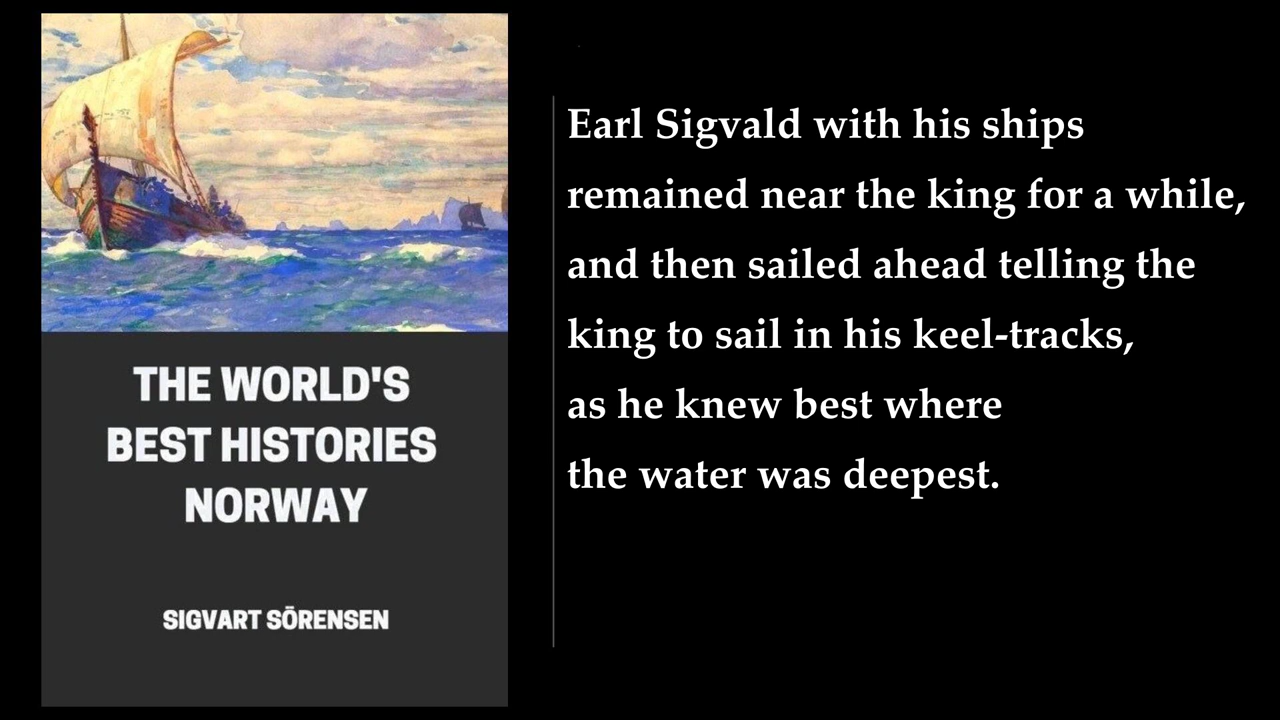 THE WORLD'S
BEST HISTORIES
NORWAY
SIGVART SÖRENSEN
Earl Sigvald with his ships
remained near the king for a while,
and then sailed ahead telling the
king to sail in his keel-tracks,
as he knew best where
the water was deepest.